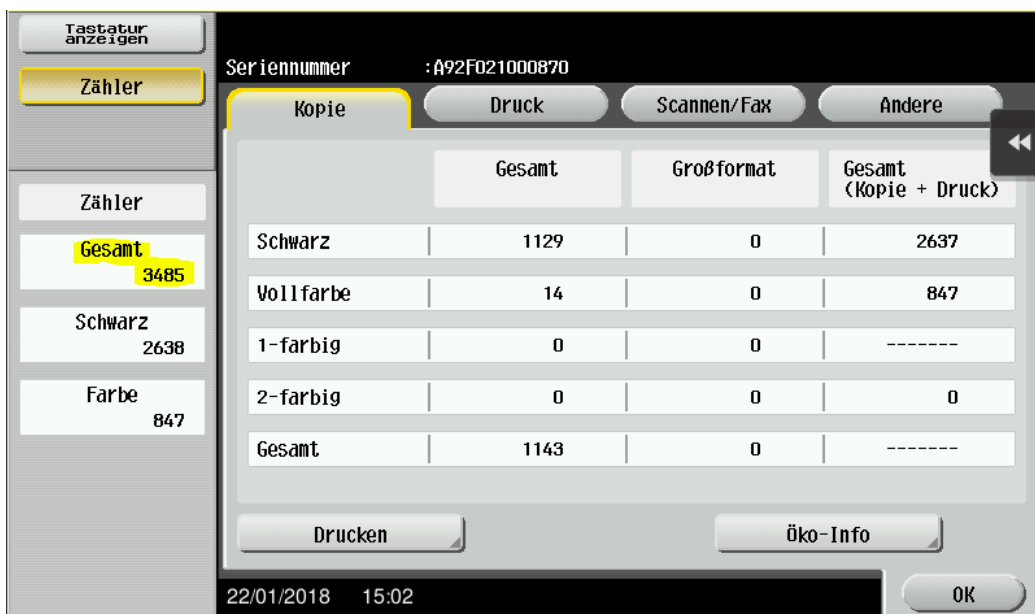 Tastatur
anzeigen
Zähler
Zähler
Gesamt
3485
Schwarz
2638
Farbe
847
Seriennummer :A92F021000870
Kopie Druck Scannen/Fax Andere
Gesamt Großformat Gesamt
(Kopie + Druck)
Schwarz 1129 0 2637
Vollfarbe 14 0 847
1-farbig 0 0 -------
2-farbig 0 0 0
Gesamt 1143 0 -------
Drucken Öko-Info
22/01/2018 15:02 OK